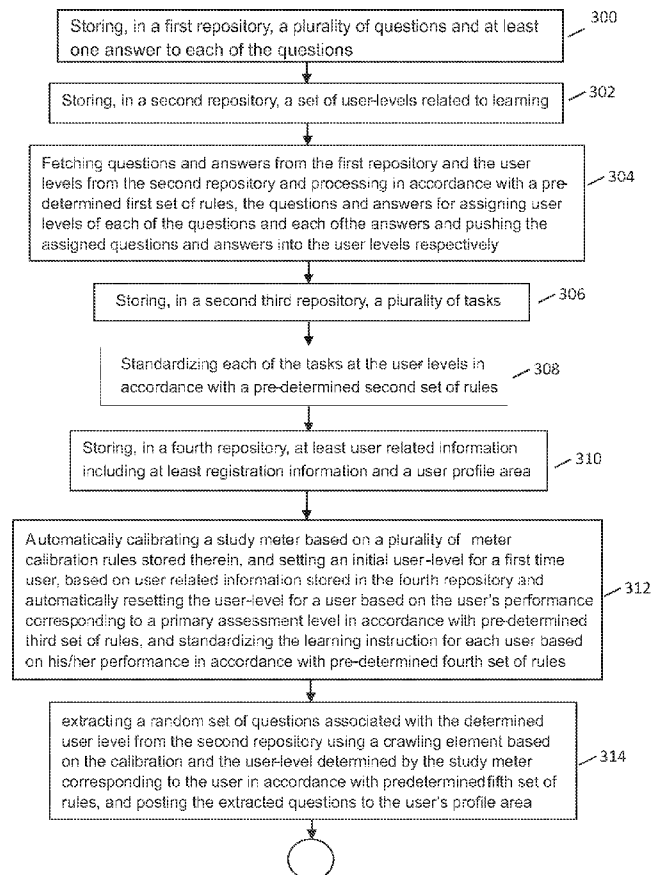 Storing, in a first repository, a plurality of questions and at least
one answer to each of the questions
300
Storing, in a second repository, a set of user-levels related to learning
302
Fetching questions and answers from the first repository and the user
levels from the second repository and processing in accordance with a pre-
determined first set of rules, the questions and answers for assigning user
levels of each of the questions and each ofthe answers and pushing the
assigned questions and answers into the user levels respectively
304
Storing, in a second third repository, a plurality of tasks
306
Standardizing each of the tasks at the user levels in
accordance with a pre-determined second set of rules
308
Storing, in a fourth repository, at least user related information
including at least registration information and a user profile area
310
Automatically calibrating a study meter based on a plurality of meter
calibration rules stored therein, and setting an initial user-level for a first time
user, based on user related information stored in the fourth repository and
automatically resetting the user-level for a user based on the user's performance
corresponding to a primary assessment level in accordance with pre-determined
third set of rules, and standardizing the learning instruction for each user based
on his/her performance in accordance with pre-determined fourth set of rules
312
extracting a random set of questions associated with the determined
user level from the second repository using a crawling element based
on the calibration and the user-level determined by the study meter
corresponding to the user in accordance with predeterminedfifth set of
rules, and posting the extracted questions to the user's profile area
314